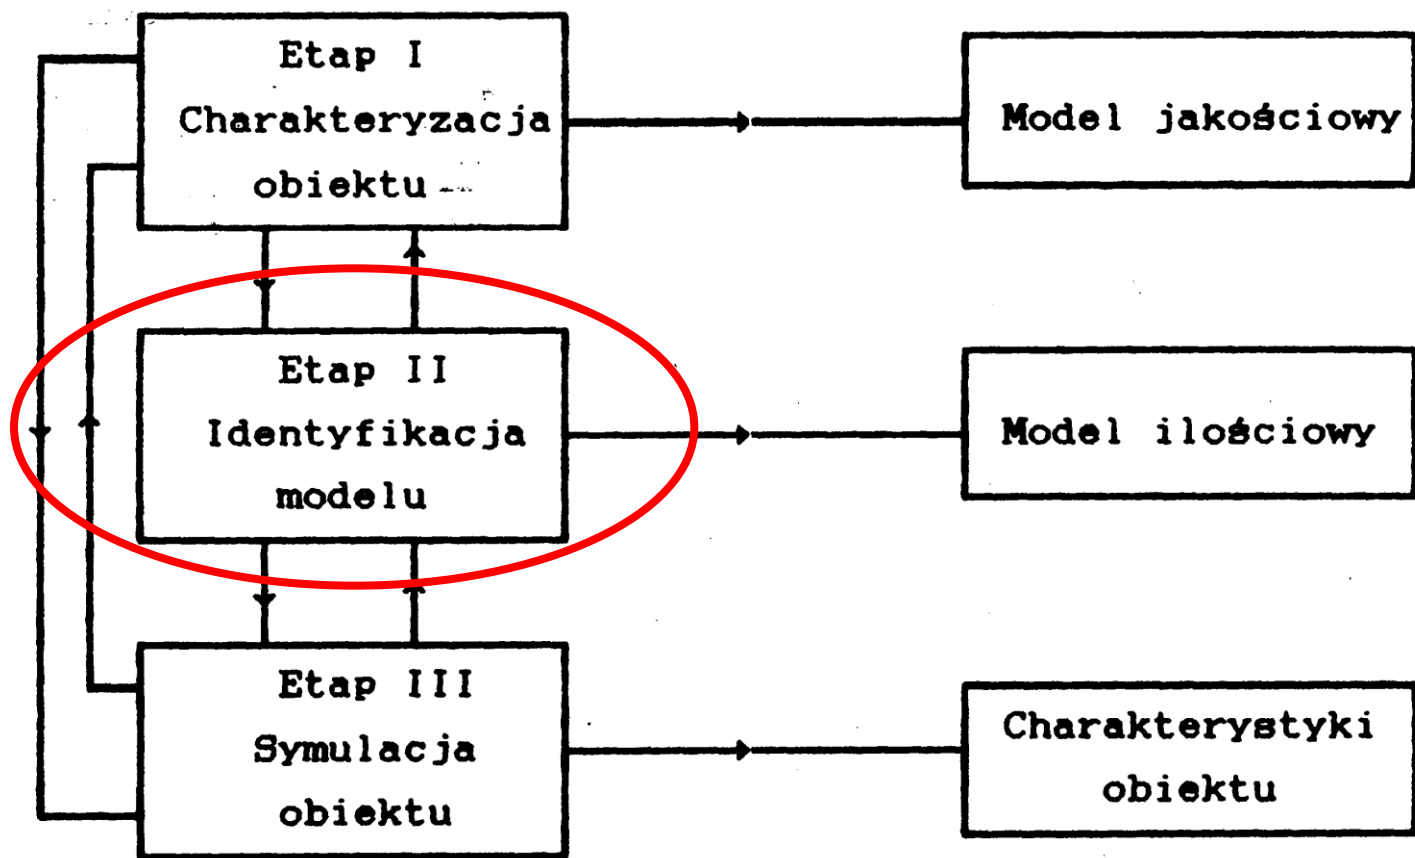 Etap I
Charakteryzacja
obiektu
Model jakościowy
Etap II
Identyfikacja
modelu
Model ilościowy
Etap III
Symulacja
obiektu
Charakterystyki
obiektu